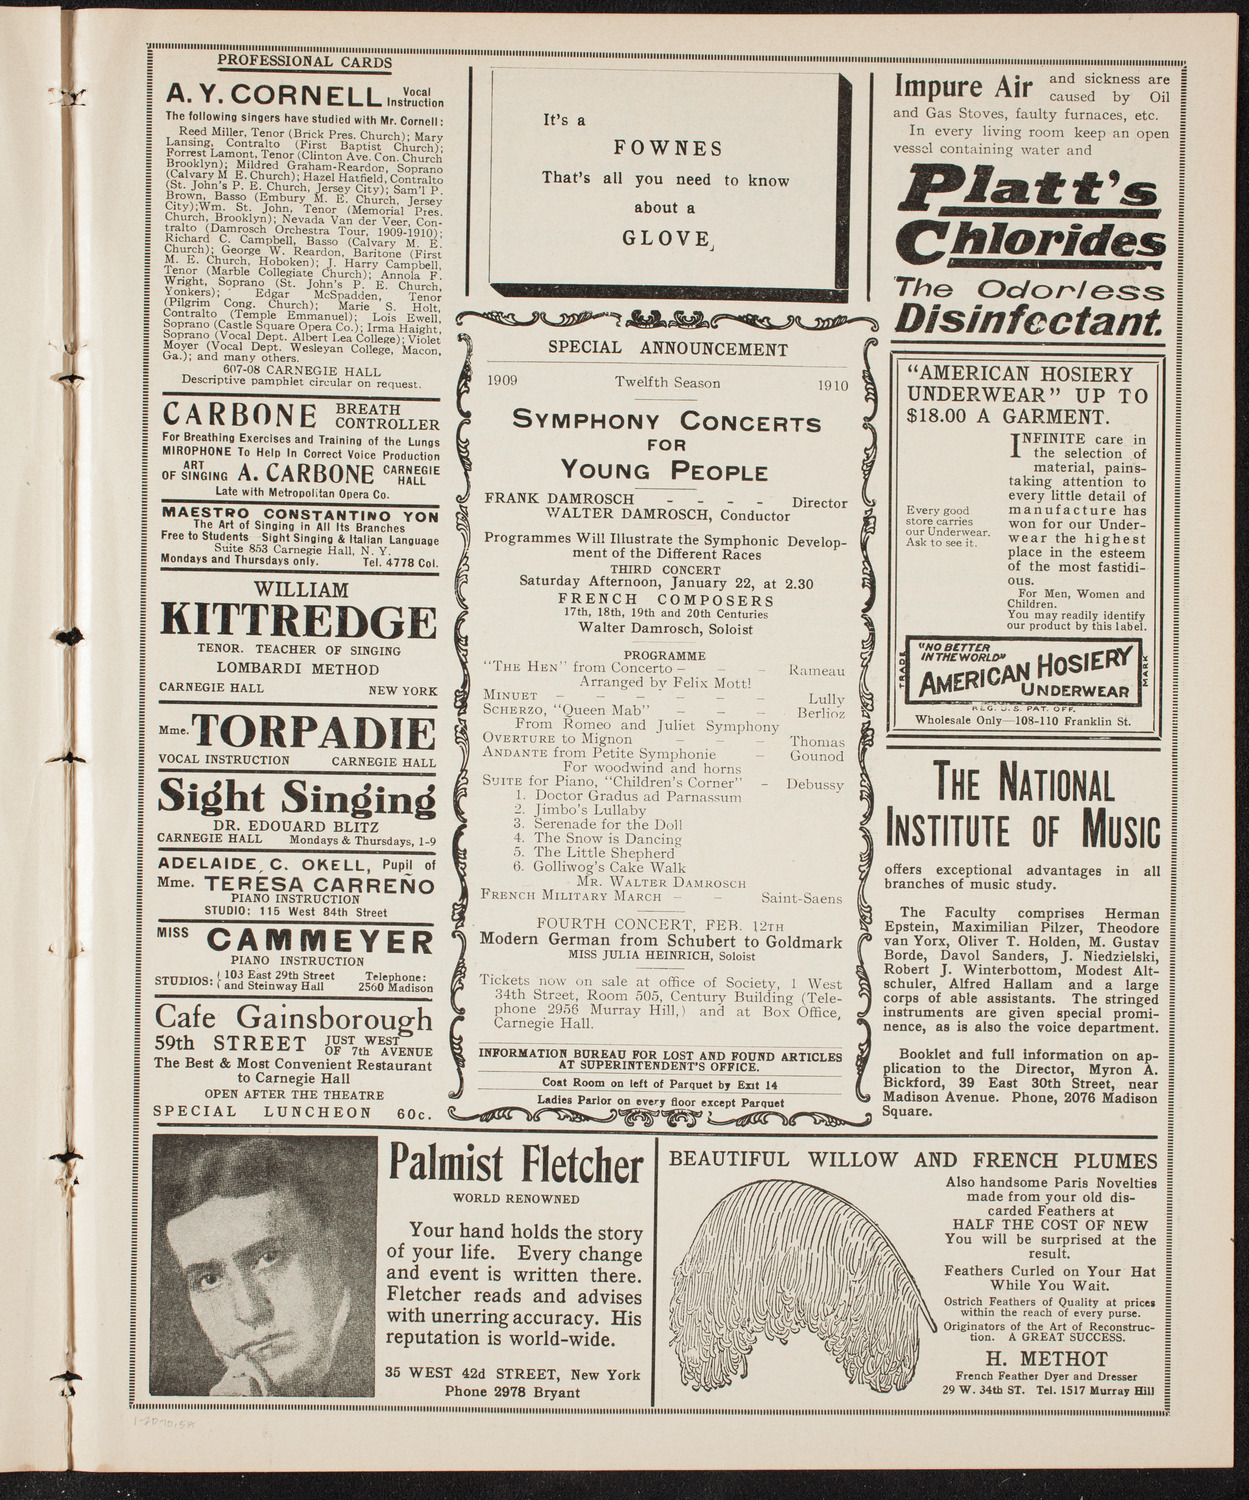 PROFESSIONAL CARDS
A. Y. CORNELL Vocal Instruction
The following singers have studied with Mr. Cornell:
Reed Miller, Tenor (Brick Pres. Church); Mary
Lansing, Contralto (First Baptist Church);
Forrest Lamont, Tenor (Clinton Ave. Con. Church
Brooklyn); Mildred Graham-Reardon, Soprano
(Calvary M E. Church); Hazel Hatfield, Contralto
(St. John's P. E. Church, Jersey City); Sam'l P.
Brown, Basso (Embury M. E. Church, Jersey
City); Wm. St. John, Tenor (Memorial Pres.
Church, Brooklyn); Nevada Van der Veer, Con-
tralto (Damrosch Orchestra Tour, 1909-1910);
Richard C. Campbell, Basso (Calvary M. E.
Church); George W. Reardon, Baritone (First
M. E. Church, Hoboken); J. Harry Campbell,
Tenor (Marble Collegiate Church); Annola F.
Wright, Soprano (St. John's P. E. Church,
Yonkers); Edgar McSpadden, Tenor
(Pilgrim Cong. Church); Marie S. Holt,
Contralto (Temple Emmanuel); Lois Ewell,
Soprano (Castle Square Opera Co.); Irma Haight,
Soprano (Vocal Dept. Albert Lea College); Violet
Moyer (Vocal Dept. Wesleyan College, Macon,
Ga.); and many others.
607-08 CARNEGIE HALL
Descriptive pamphlet circular on request.
CARBONE BREATH CONTROLLER
For Breathing Exercises and Training of the Lungs
MIROPHONE To Help In Correct Voice Production
ART OF SINGING A. CARBONE CARNEGIE HALL
Late with Metropolitan Opera Co.
MAESTRO CONSTANTINO YON
The Art of Singing in All Its Branches
Free to Students Sight Singing & Italian Language
Suite 853 Carnegie Hall, N. Y.
Mondays and Thursdays only. Tel. 4778 Col.
WILLIAM
KITTREDGE
TENOR. TEACHER OF SINGING
LOMBARDI METHOD
CARNEGIE HALL NEW YORK
Mme. TORPADIE
VOCAL INSTRUCTION CARNEGIE HALL
Sight Singing
DR. EDOUARD BLITZ
CARNEGIE HALL Mondays & Thursdays, 1-9
ADELAIDE C. OKELL, Pupil of
Mme. TERESA CARREÑO
PIANO INSTRUCTION
STUDIO: 115 West 84th Street
MISS CAMMEYER
PIANO INSTRUCTION
STUDIOS: { 103 East 29th Street Telephone:
{ and Steinway Hall 2560 Madison
Cafe Gainsborough
59th STREET JUST WEST OF 7th AVENUE
The Best & Most Convenient Restaurant
to Carnegie Hall
OPEN AFTER THE THEATRE
SPECIAL LUNCHEON 60c.
It's a
FOWNES
That's all you need to know
about a
GLOVE
SPECIAL ANNOUNCEMENT
1909 Twelfth Season 1910
SYMPHONY CONCERTS
FOR
YOUNG PEOPLE
FRANK DAMROSCH - - - - Director
WALTER DAMROSCH, Conductor
Programmes Will Illustrate the Symphonic Develop-
ment of the Different Races
THIRD CONCERT
Saturday Afternoon, January 22, at 2.30
FRENCH COMPOSERS
17th, 18th, 19th and 20th Centuries
Walter Damrosch, Soloist
PROGRAMME
"THE HEN" from Concerto - - - Rameau
Arranged by Felix Mott!
MINUET - - - - - - Lully
SCHERZO, "Queen Mab" - - - Berlioz
From Romeo and Juliet Symphony
OVERTURE to Mignon - - - Thomas
ANDANTE from Petite Symphonie - Gounod
For woodwind and horns
SUITE for Piano, "Children's Corner" - Debussy
1. Doctor Gradus ad Parnassum
2. Jimbo's Lullaby
3. Serenade for the Doll
4. The Snow is Dancing
5. The Little Shepherd
6. Golliwog's Cake Walk
MR. WALTER DAMROSCH
FRENCH MILITARY MARCH - - Saint-Saens
FOURTH CONCERT, FEB. 12TH
Modern German from Schubert to Goldmark
MISS JULIA HEINRICH, Soloist
Tickets now on sale at office of Society, 1 West
34th Street, Room 505, Century Building (Tele-
phone 2956 Murray Hill,) and at Box Office,
Carnegie Hall.
INFORMATION BUREAU FOR LOST AND FOUND ARTICLES
AT SUPERINTENDENT'S OFFICE.
Coat Room on left of Parquet by Exit 14
Ladies Parlor on every floor except Parquet
Impure Air and sickness are
caused by Oil
and Gas Stoves, faulty furnaces, etc.
In every living room keep an open
vessel containing water and
Platt's
Chlorides
The Odorless
Disinfectant.
"AMERICAN HOSIERY
UNDERWEAR" UP TO
$18.00 A GARMENT.
INFINITE care in
the selection of
material, pains-
taking attention to
every little detail of
manufacture has
won for our Under-
wear the highest
place in the esteem
of the most fastidi-
ous.
Every good
store carries
our Underwear.
Ask to see it.
For Men, Women and
Children.
You may readily identify
our product by this label.
TRADE MARK
"NO BETTER
IN THE WORLD"
AMERICAN HOSIERY
UNDERWEAR
REG. U.S. PAT. OFF.
Wholesale Only—108-110 Franklin St.
THE NATIONAL
INSTITUTE OF MUSIC
offers exceptional advantages in all
branches of music study.
The Faculty comprises Herman
Epstein, Maximilian Pilzer, Theodore
van Yorx, Oliver T. Holden, M. Gustav
Borde, Davol Sanders, J. Niedzielski,
Robert J. Winterbottom, Modest Alt-
schuler, Alfred Hallam and a large
corps of able assistants. The stringed
instruments are given special promi-
nence, as is also the voice department.
Booklet and full information on ap-
plication to the Director, Myron A.
Bickford, 39 East 30th Street, near
Madison Avenue. Phone, 2076 Madison
Square.
Palmist Fletcher
WORLD RENOWNED
Your hand holds the story
of your life. Every change
and event is written there.
Fletcher reads and advises
with unerring accuracy. His
reputation is world-wide.
35 WEST 42d STREET, New York
Phone 2978 Bryant
BEAUTIFUL WILLOW AND FRENCH PLUMES
Also handsome Paris Novelties
made from your old dis-
carded Feathers at
HALF THE COST OF NEW
You will be surprised at the
result.
Feathers Curled on Your Hat
While You Wait.
Ostrich Feathers of Quality at prices
within the reach of every purse.
Originators of the Art of Reconstruc-
tion. A GREAT SUCCESS.
H. METHOT
French Feather Dyer and Dresser
29 W. 34th ST. Tel. 1517 Murray Hill